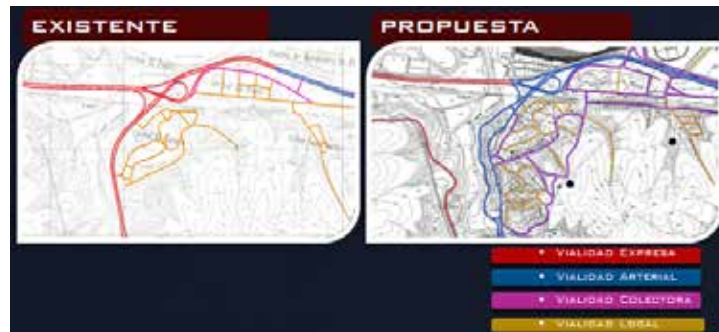 EXISTENTE
PROPUESTA
• VIALIDAD EXPRESA
• VIALIDAD ARTERIAL
• VIALIDAD COLECTORA
• VIALIDAD LOCAL